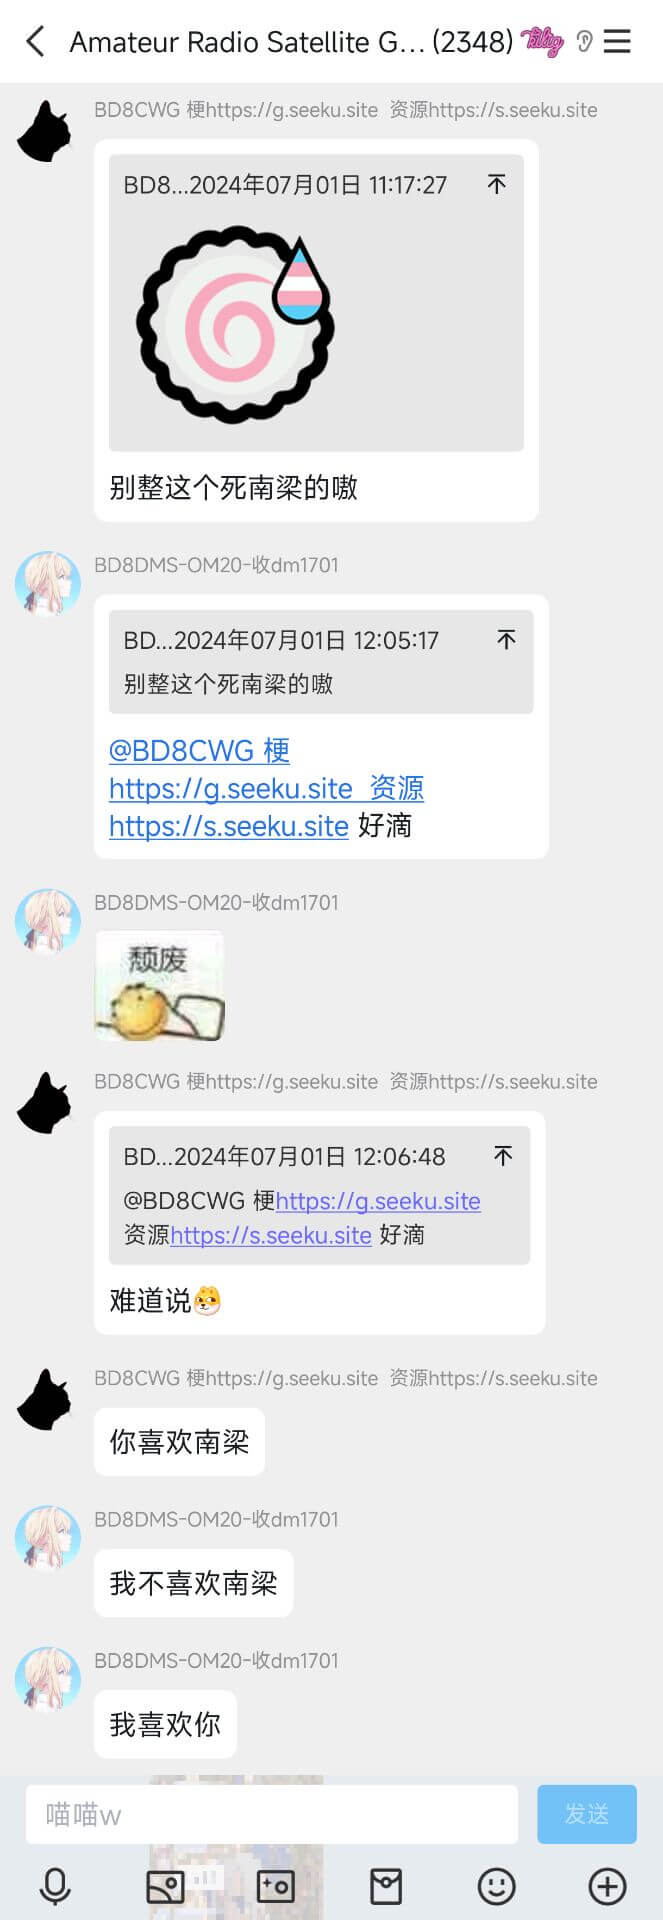 Amateur Radio Satellite G... (2348)
BD8CWG 梗https://g.seeku.site 资源https://s.seeku.site
BD8...2024年07月01日 11:17:27
别整这个死南梁的嗷
BD8DMS-OM20-收dm1701
BD...2024年07月01日 12:05:17
别整这个死南梁的嗷
@BD8CWG 梗
https://g.seeku.site 资源
https://s.seeku.site 好滴
BD8DMS-OM20-收dm1701
颓废
BD8CWG 梗https://g.seeku.site 资源https://s.seeku.site
BD...2024年07月01日 12:06:48
@BD8CWG 梗https://g.seeku.site
资源https://s.seeku.site 好滴
难道说
BD8CWG 梗https://g.seeku.site 资源https://s.seeku.site
你喜欢南梁
BD8DMS-OM20-收dm1701
我不喜欢南梁
BD8DMS-OM20-收dm1701
我喜欢你
喵喵w
发送